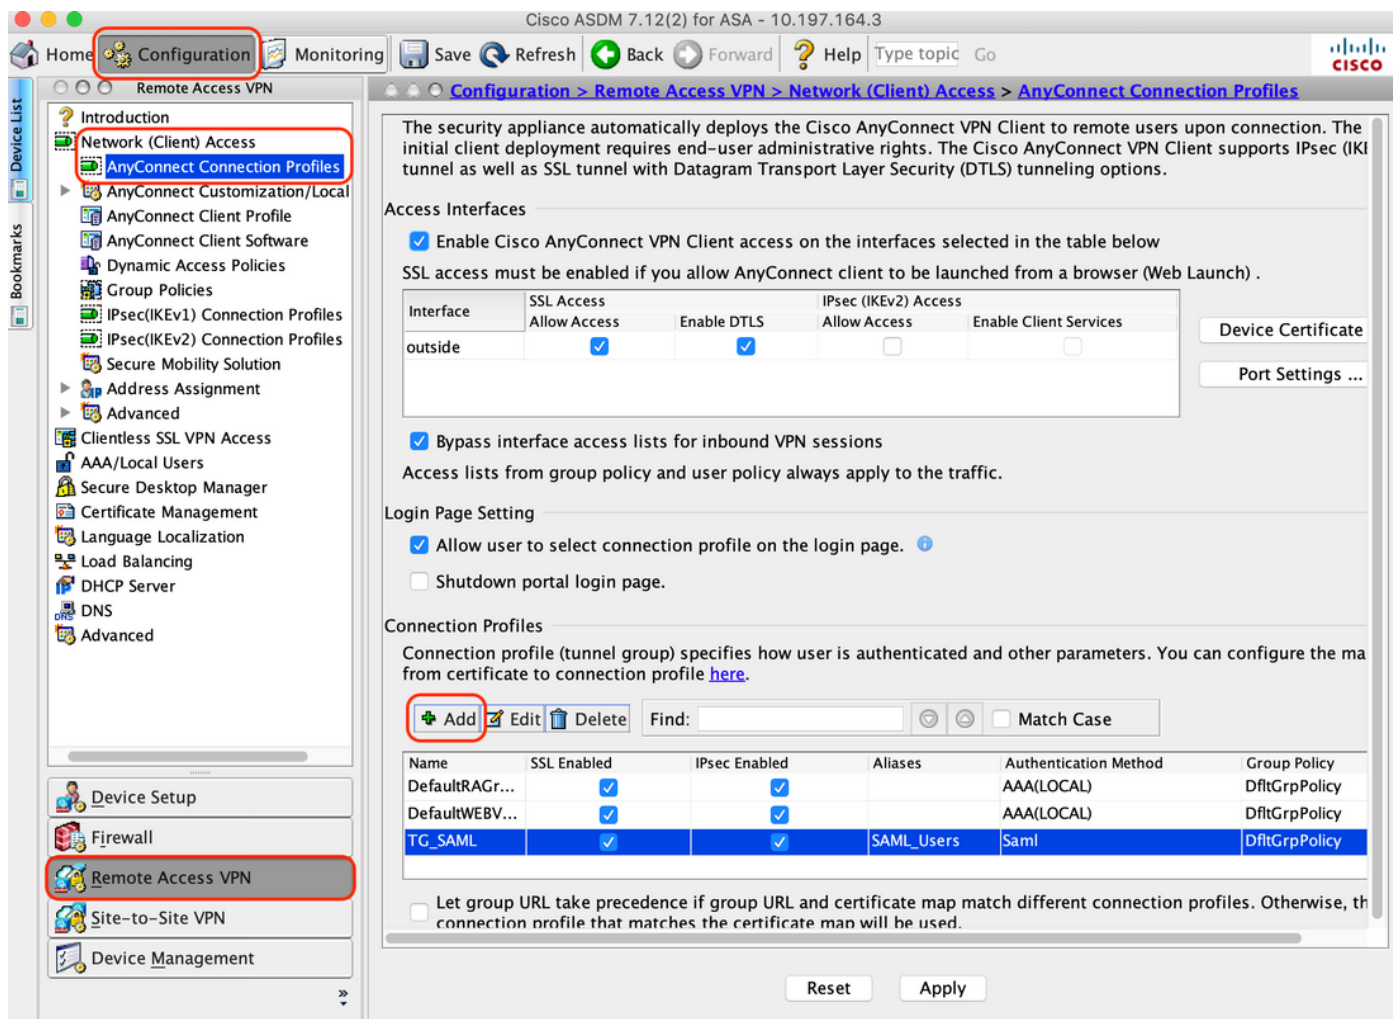 Cisco ASDM 7.12(2) for ASA - 10.197.164.3
Home Configuration Monitoring Save Refresh Back Forward Help Type topic Go
CISCO
Device List
Bookmarks
Remote Access VPN
Introduction
Network (Client) Access
AnyConnect Connection Profiles
AnyConnect Customization/Local
AnyConnect Client Profile
AnyConnect Client Software
Dynamic Access Policies
Group Policies
IPsec(IKEv1) Connection Profiles
IPsec(IKEv2) Connection Profiles
Secure Mobility Solution
Address Assignment
Advanced
Clientless SSL VPN Access
AAA/Local Users
Secure Desktop Manager
Certificate Management
Language Localization
Load Balancing
DHCP Server
DNS
Advanced
Device Setup
Firewall
Remote Access VPN
Site-to-Site VPN
Device Management
Configuration > Remote Access VPN > Network (Client) Access > AnyConnect Connection Profiles
The security appliance automatically deploys the Cisco AnyConnect VPN Client to remote users upon connection. The
initial client deployment requires end-user administrative rights. The Cisco AnyConnect VPN Client supports IPsec (IKE
tunnel as well as SSL tunnel with Datagram Transport Layer Security (DTLS) tunneling options.
Access Interfaces
Enable Cisco AnyConnect VPN Client access on the interfaces selected in the table below
SSL access must be enabled if you allow AnyConnect client to be launched from a browser (Web Launch) .
Interface SSL Access IPsec (IKEv2) Access
Allow Access Enable DTLS Allow Access Enable Client Services
outside
Device Certificate
Port Settings ...
Bypass interface access lists for inbound VPN sessions
Access lists from group policy and user policy always apply to the traffic.
Login Page Setting
Allow user to select connection profile on the login page.
Shutdown portal login page.
Connection Profiles
Connection profile (tunnel group) specifies how user is authenticated and other parameters. You can configure the ma
from certificate to connection profile here.
Add Edit Delete Find: Match Case
Name SSL Enabled IPsec Enabled Aliases Authentication Method Group Policy
DefaultRAGr... AAA(LOCAL) DfltGrpPolicy
DefaultWEBV... AAA(LOCAL) DfltGrpPolicy
TG_SAML SAML_Users Saml DfltGrpPolicy
Let group URL take precedence if group URL and certificate map match different connection profiles. Otherwise, th
connection profile that matches the certificate map will be used.
Reset Apply